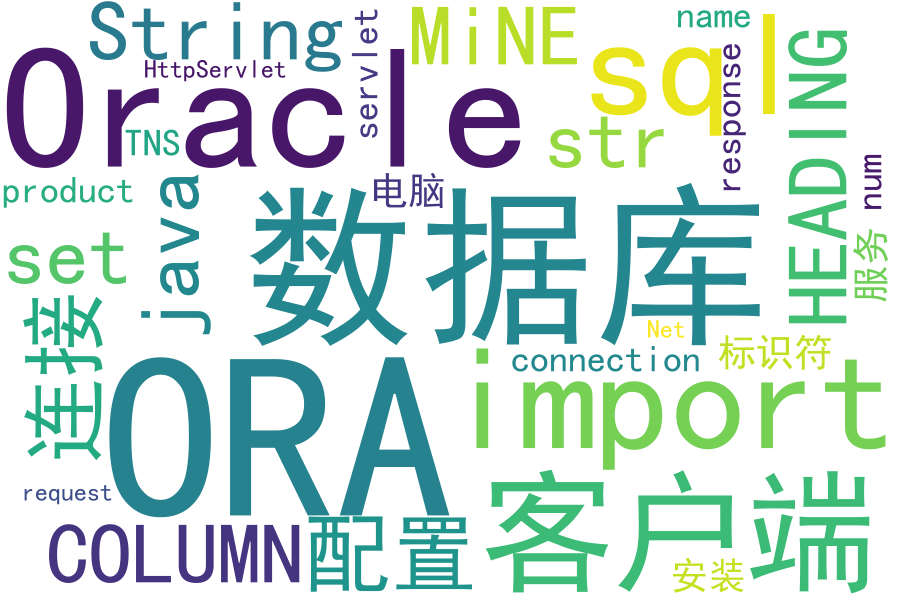 String
MiNE
name
Oracle
HttpServlet
servlet
sql
HEADING
TNS
str
response
product
java
电脑
num
数据库
set
服务
连接
Net
标识符
connection
ORA
import
request
COLUMN
配置
客户端
安装